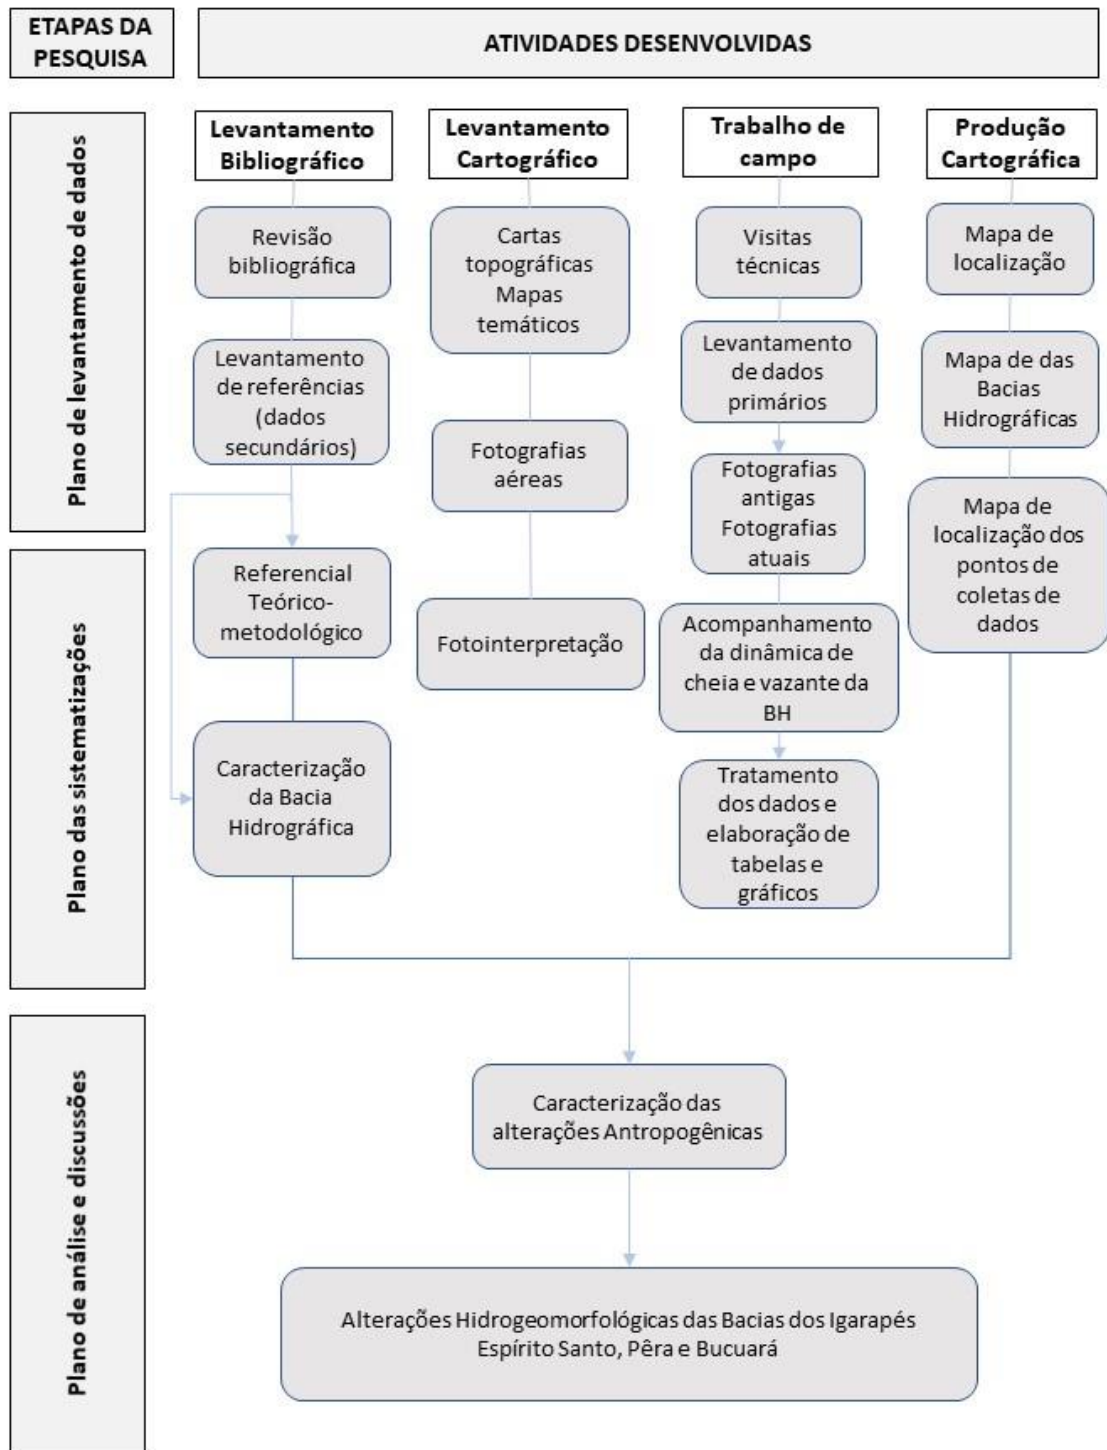 ETAPAS DA
PESQUISA
ATIVIDADES DESENVOLVIDAS
Plano de levantamento de dados
Levantamento
Bibliográfico
Revisão
bibliográfica
Levantamento
de referências
(dados
secundários)
Referencial
Teórico-
metodológico
Caracterização
da Bacia
Hidrográfica
Levantamento
Cartográfico
Cartas
topográficas
Mapas
temáticos
Fotografias
aéreas
Fotointerpretação
Trabalho de
campo
Visitas
técnicas
Levantamento
de dados
primários
Fotografias
antigas
Fotografias
atuais
Acompanhamento
da dinâmica de
cheia e vazante da
BH
Tratamento
dos dados e
elaboração de
tabelas e
gráficos
Produção
Cartográfica
Mapa de
localização
Mapa de das
Bacias
Hidrográficas
Mapa de
localização dos
pontos de
coletas de
dados
Plano das sistematizações
Plano de análise e discussões
Caracterização das
alterações Antropogênicas
Alterações Hidrogeomorfológicas das Bacias dos Igarapés
Espírito Santo, Pêra e Bucuará